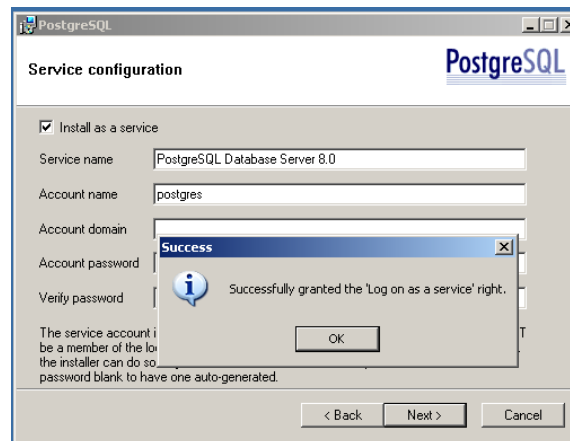 PostgreSQL
Service configuration
PostgreSQL
Install as a service
Service name PostgreSQL Database Server 8.0
Account name postgres
Account domain
Success
Account password
Successfully granted the 'Log on as a service' right.
Verify password
OK
The service account i T
be a member of the lo
the installer can do so
password blank to have one auto-generated.
< Back Next > Cancel